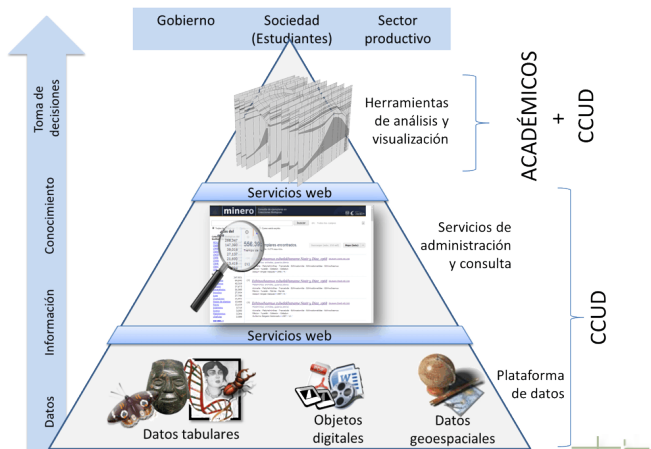 Gobierno
Sociedad
(Estudiantes)
Sector
productivo
Toma de
decisiones
Conocimiento
Información
Datos
Herramientas
de análisis y
visualización
ACADÉMICOS
+
CCUD
Servicios web
minero
Servicios de
administración
y consulta
Servicios web
CCUD
Plataforma
de datos
Datos tabulares
Objetos
digitales
Datos
geoespaciales